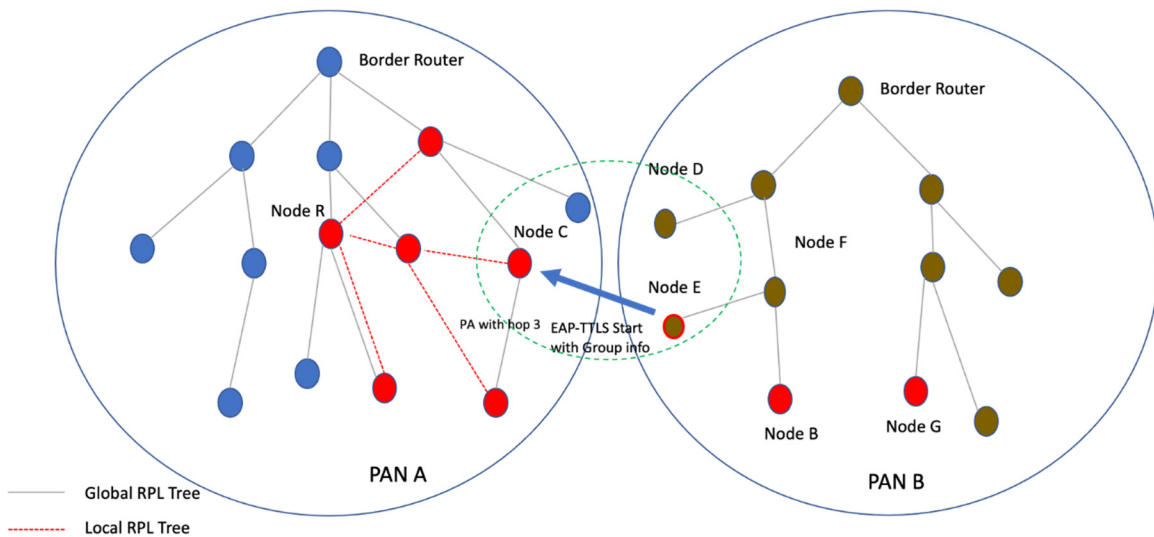 Border Router
Border Router
Node D
Node R
Node C
Node F
Node E
PA with hop 3
EAP-TTLS Start
with Group info
Node B
Node G
PAN A
PAN B
Global RPL Tree
Local RPL Tree